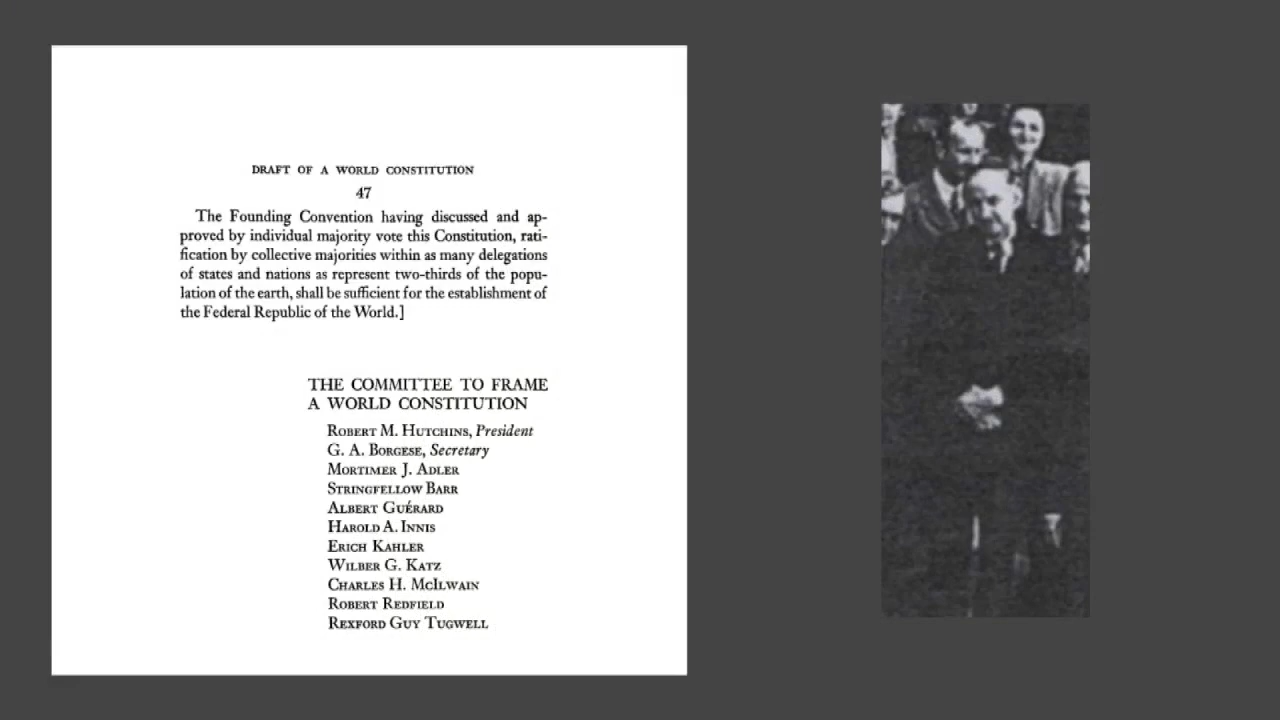 DRAFT OF A WORLD CONSTITUTION
47
The Founding Convention having discussed and ap-
proved by individual majority vote this Constitution, rati-
fication by collective majorities within as many delegations
of states and nations as represent two-thirds of the popu-
lation of the earth, shall be sufficient for the establishment of
the Federal Republic of the World.]
THE COMMITTEE TO FRAME
A WORLD CONSTITUTION
ROBERT M. HUTCHINS, President
G. A. BORGESE, Secretary
MORTIMER J. ADLER
STRINGFELLOW BARR
ALBERT GUÉRARD
HAROLD A. INNIS
ERICH KAHLER
WILBER G. KATZ
CHARLES H. MCILWAIN
ROBERT REDFIELD
REXFORD GUY TUGWELL